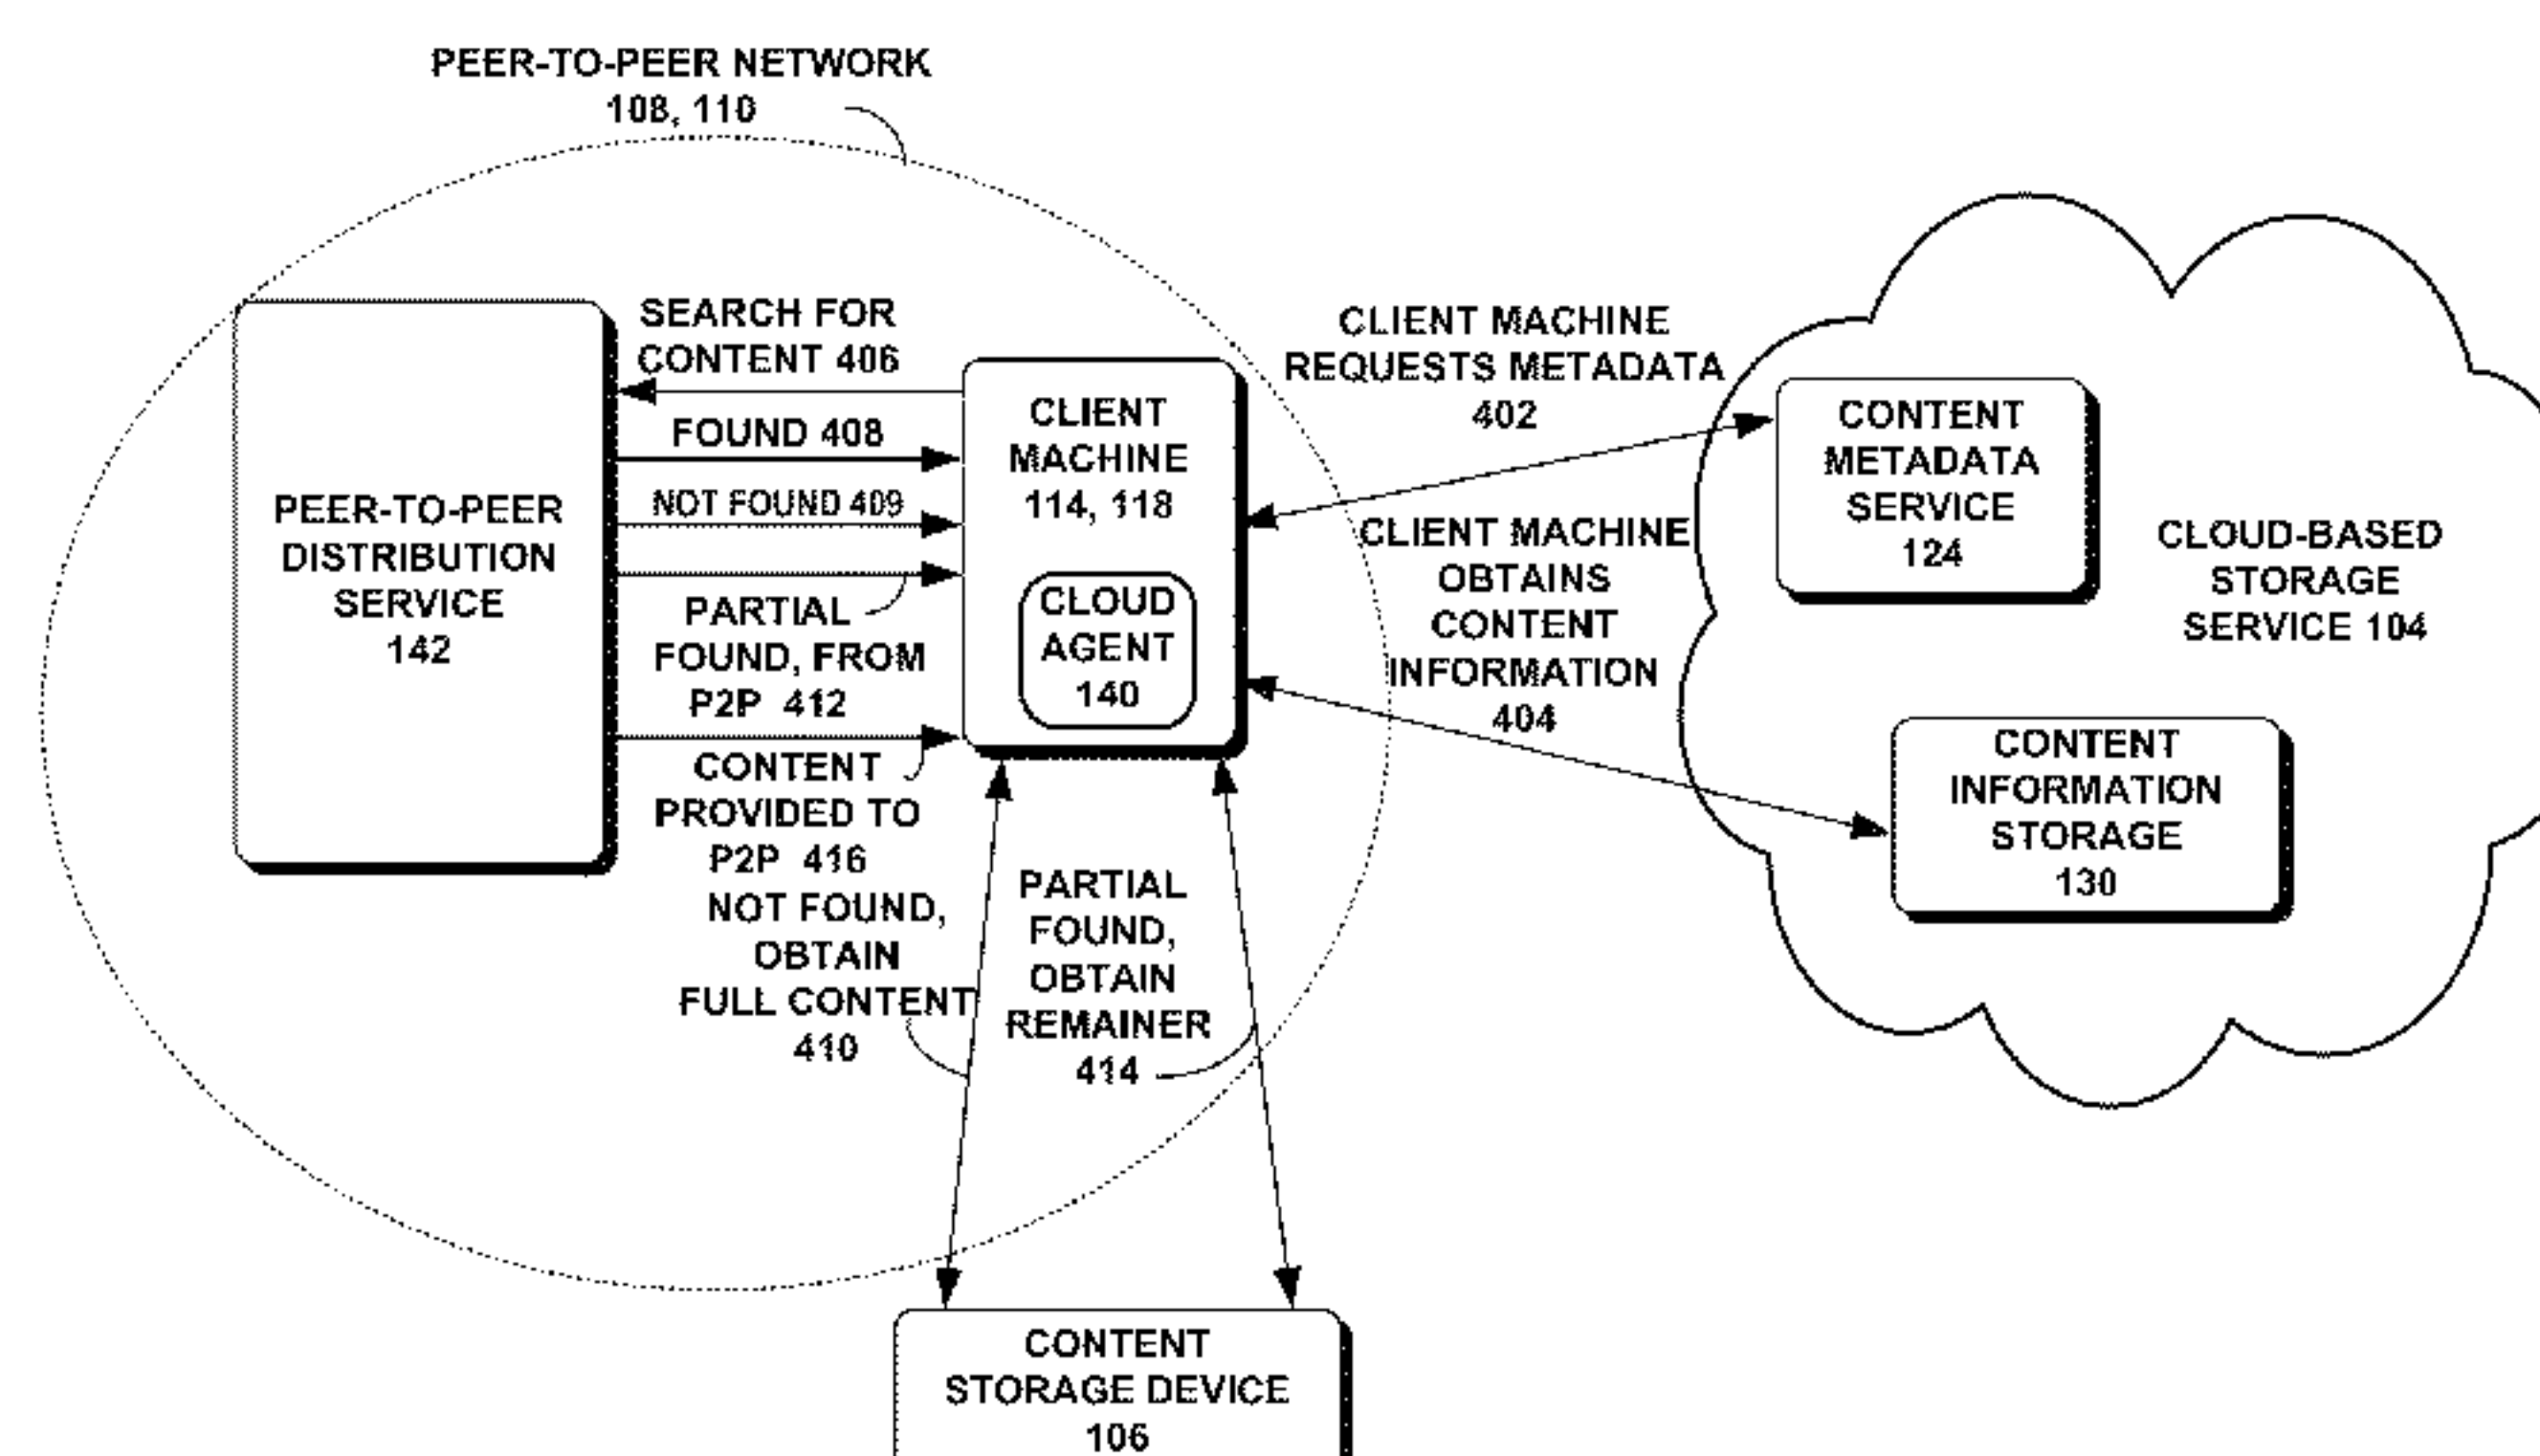 PEER-TO-PEER NETWORK
108, 110
SEARCH FOR
CONTENT 406
FOUND 408
NOT FOUND 409
PARTIAL
FOUND, FROM
P2P 412
CONTENT
PROVIDED TO
P2P 416
NOT FOUND,
OBTAIN
FULL CONTENT
410
PEER-TO-PEER
DISTRIBUTION
SERVICE
142
CLIENT
MACHINE
114, 118
CLOUD
AGENT
140
PARTIAL
FOUND,
OBTAIN
REMAINER
414
CLIENT MACHINE
REQUESTS METADATA
402
CLIENT MACHINE
OBTAINS
CONTENT
INFORMATION
404
CONTENT
METADATA
SERVICE
124
CLOUD-BASED
STORAGE
SERVICE 104
CONTENT
INFORMATION
STORAGE
130
CONTENT
STORAGE DEVICE
106